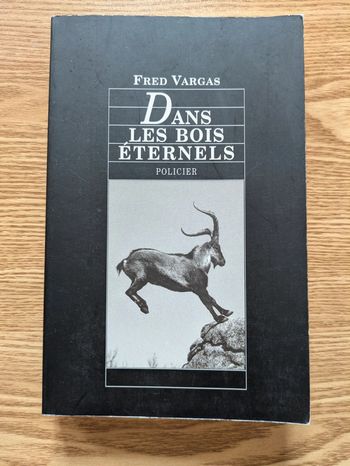 FRED VARGAS
DANS
LES BOIS
ÉTERNELS
POLICIER